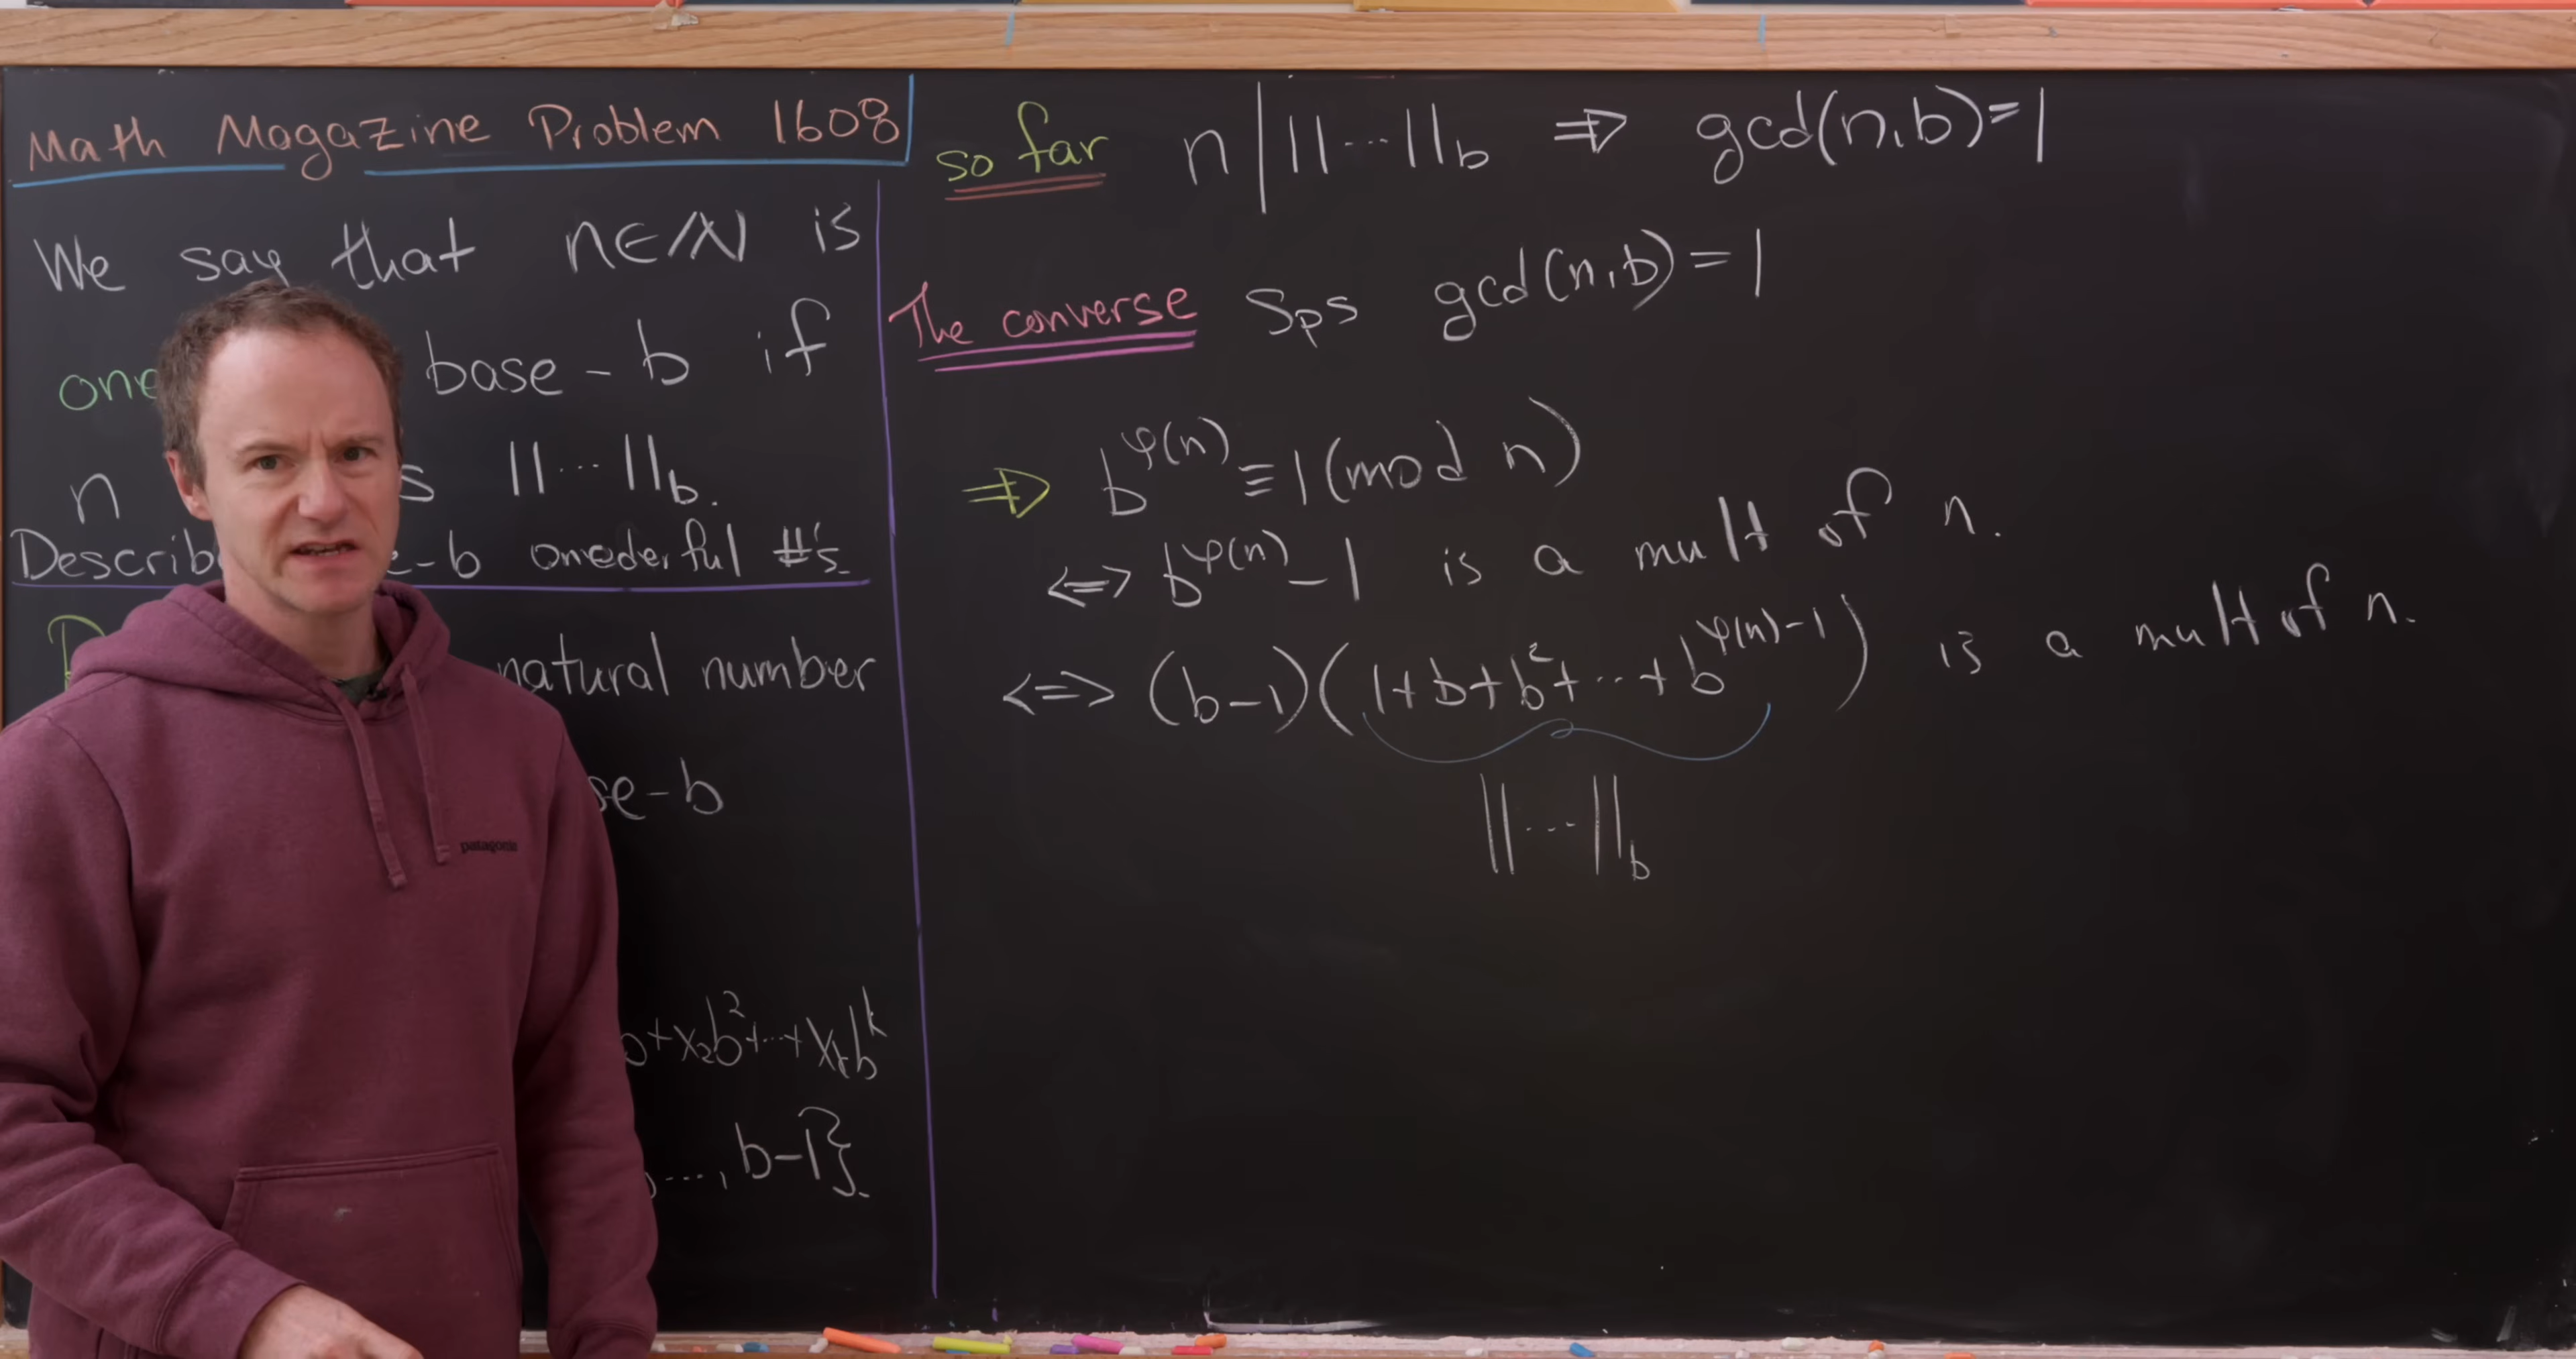 Math Magazine Problem 1608
We say that n∈ℕ is
one base-b if
n s 11···11_b.
Describ e-b onederful #'s
natural number
se-b
b+x₂b²+···+x_kb^k
,...,b-1}.
so far n | 11···11_b ⇒ gcd(n,b)=1
The converse Sps gcd(n,b)=1
⇒ b^φ(n) ≡ 1 (mod n)
<=> b^φ(n) - 1 is a mult of n.
<=> (b-1)(1+b+b²+···+b^φ(n)-1) is a mult of n.
11···11_b
patagonia